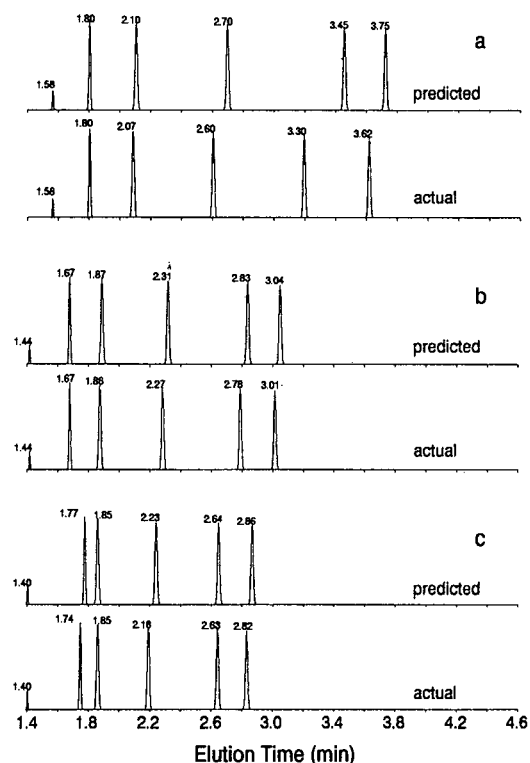 1.80 2.10 2.70 3.45 3.75
a
1.58
predicted
1.80 2.07 2.60 3.30 3.62
1.58
actual
1.67 1.87 2.31 2.83 3.04
b
1.44
predicted
1.67 1.86 2.27 2.78 3.01
1.44
actual
1.77 1.85 2.23 2.64 2.86
c
1.40
predicted
1.74 1.85 2.18 2.63 2.82
1.40
actual
1.4 1.8 2.2 2.6 3.0 3.4 3.8 4.2 4.6
Elution Time (min)